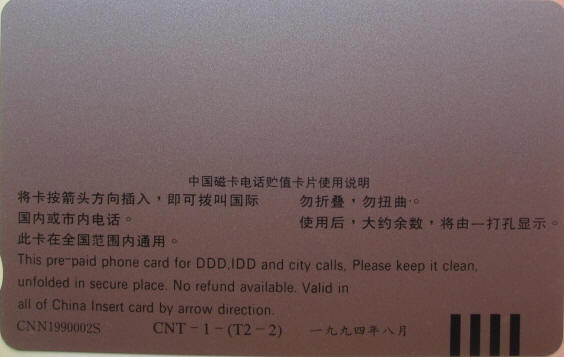 中国磁卡电话贮值卡片使用说明
将卡按箭头方向插入，即可拨叫国际
国内或市内电话。
此卡在全国范围内通用。
勿折叠，勿扭曲。
使用后，大约余数，将由一打孔显示。
This pre-paid phone card for DDD,IDD and city calls, Please keep it clean,
unfolded in secure place. No refund available. Valid in
all of China Insert card by arrow direction.
CNN1990002S CNT-1-(T2-2) 一九九四年八月